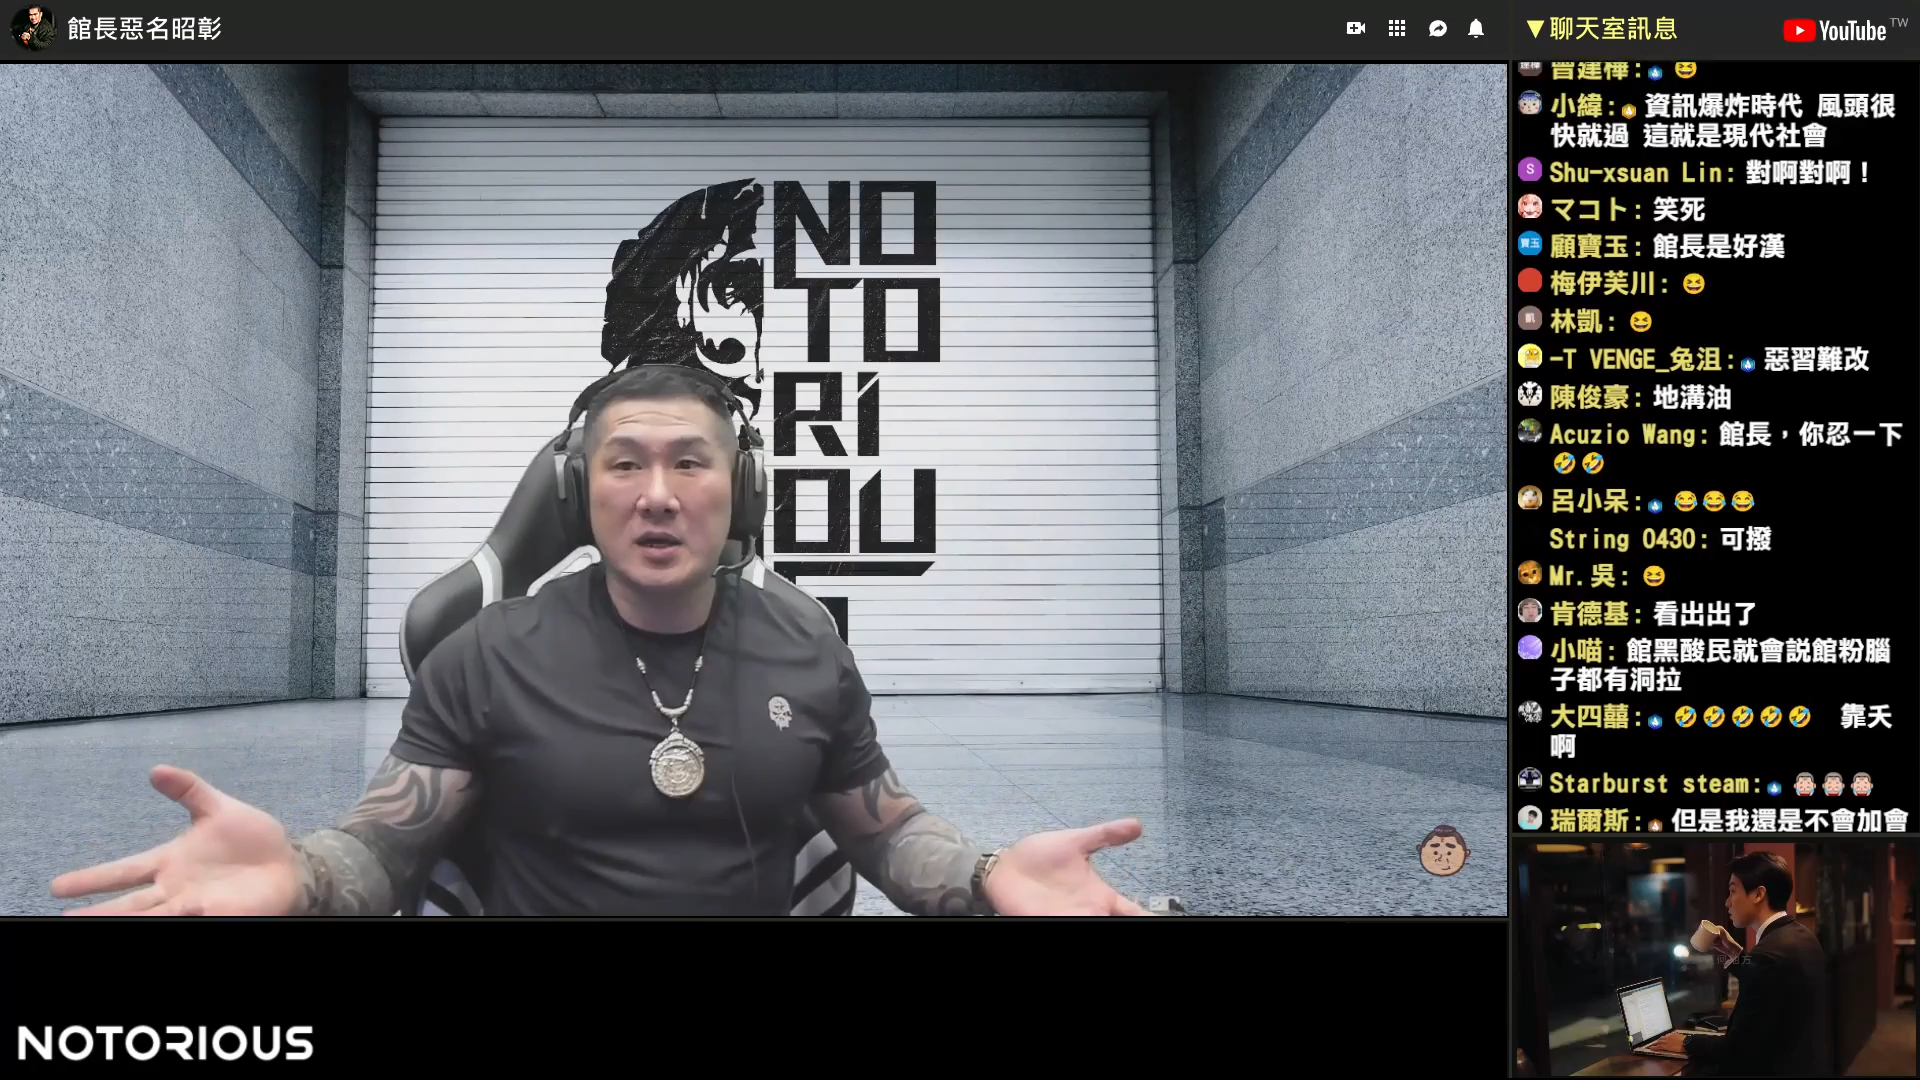 館長惡名昭彰
▼聊天室訊息
YouTube TW
曾建樺:
小緯: 資訊爆炸時代 風頭很
快就過 這就是現代社會
Shu-xsuan Lin: 對啊對啊！
マコト: 笑死
顧寶玉: 館長是好漢
梅伊芙川:
林凱:
-T VENGE_兔沮: 惡習難改
陳俊豪: 地溝油
Acuzio Wang: 館長，你忍一下
🤣🤣
呂小呆: 😂😂😂
String 0430: 可撥
Mr.吳: 😆
肯德基: 看出出了
小喵: 館黑酸民就會説館粉腦
子都有洞拉
大四囍: 🤣🤣🤣🤣🤣 靠夭
啊
Starburst steam:
瑞爾斯: 但是我還是不會加會
NO
TO
RI
OU
NOTORIOUS